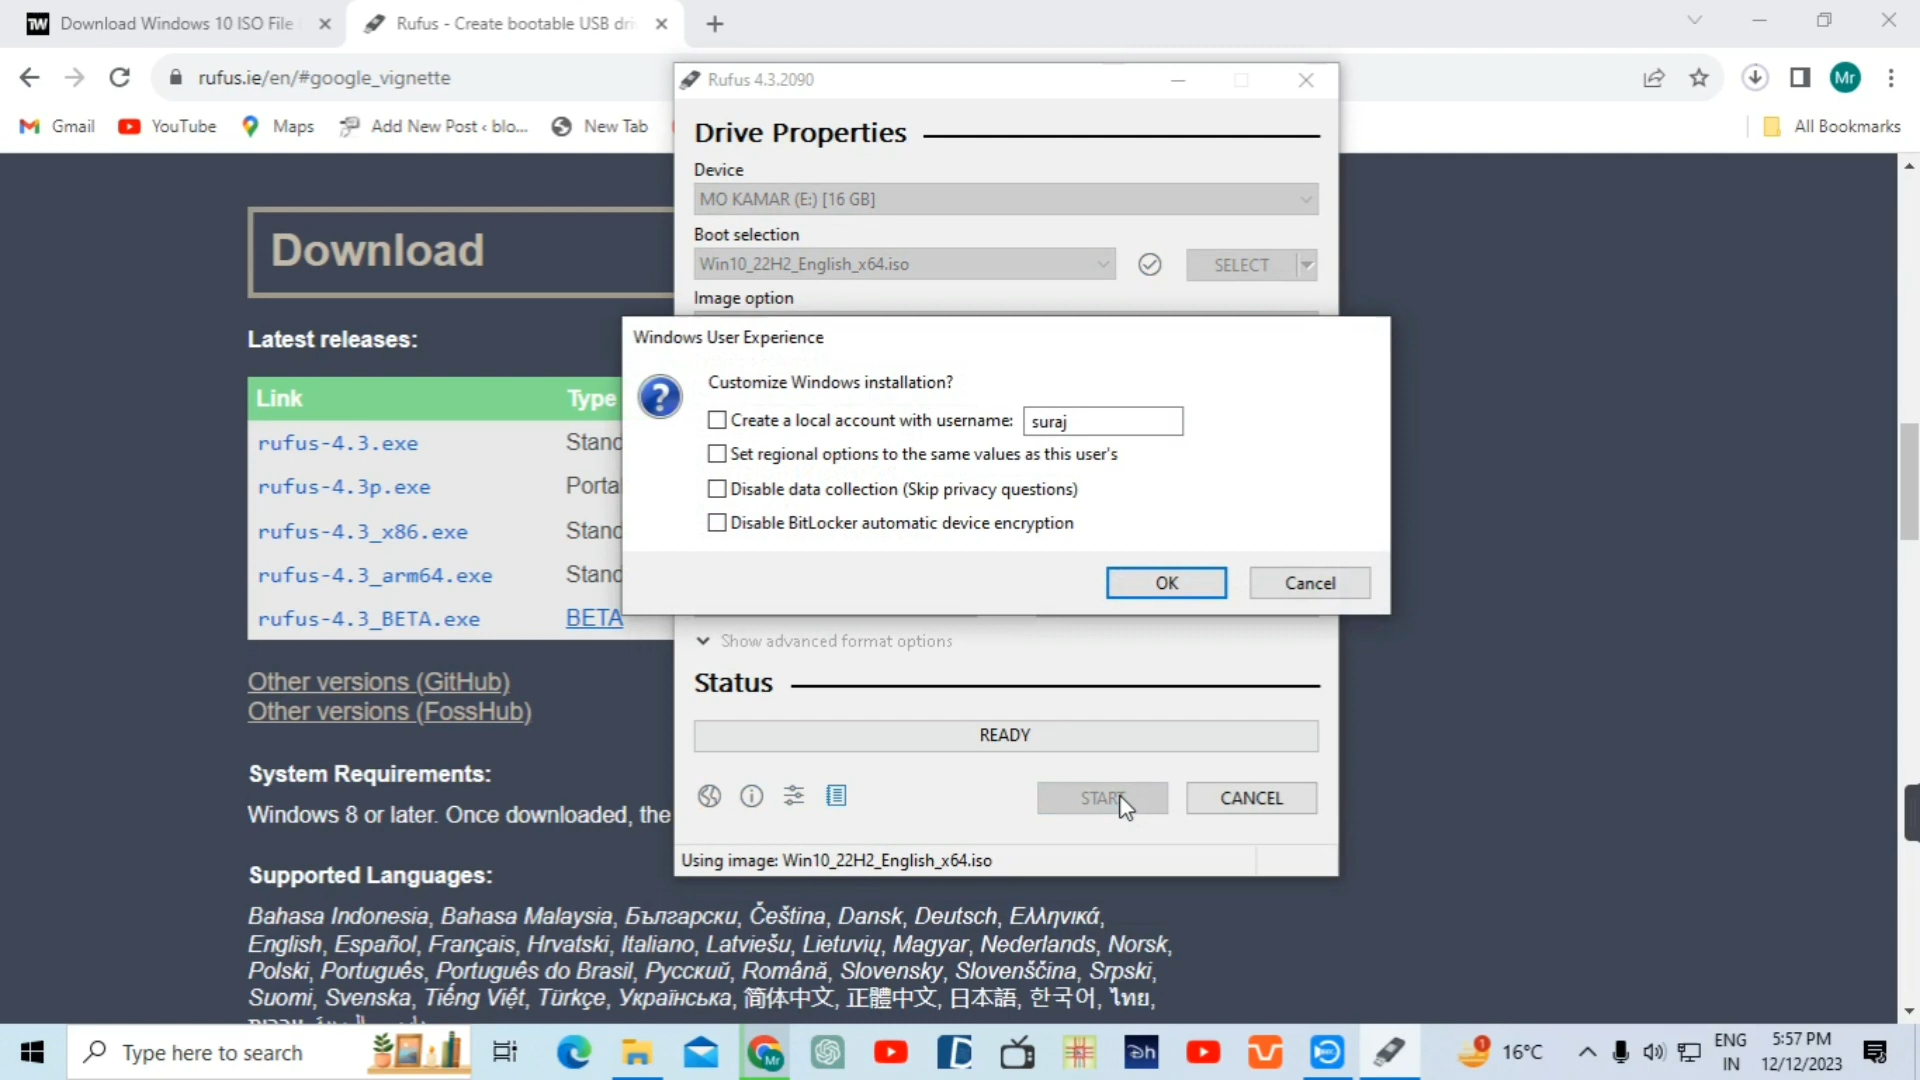 Download Windows 10 ISO File
Rufus - Create bootable USB dri
rufus.ie/en/#google_vignette
Mr
Gmail
YouTube
Maps
Add New Post ‹ blo...
New Tab
All Bookmarks
Rufus 4.3.2090
Drive Properties
Device
MO KAMAR (E:) [16 GB]
Boot selection
Win10_22H2_English_x64.iso
SELECT
Image option
Windows User Experience
Customize Windows installation?
Create a local account with username:
suraj
Set regional options to the same values as this user's
Disable data collection (Skip privacy questions)
Disable BitLocker automatic device encryption
OK
Cancel
Show advanced format options
Status
READY
START
CANCEL
Using image: Win10_22H2_English_x64.iso
Download
Latest releases:
Link
Type
rufus-4.3.exe
Stand
rufus-4.3p.exe
Porta
rufus-4.3_x86.exe
Stand
rufus-4.3_arm64.exe
Stand
rufus-4.3_BETA.exe
BETA
Other versions (GitHub)
Other versions (FossHub)
System Requirements:
Windows 8 or later. Once downloaded, the
Supported Languages:
Bahasa Indonesia, Bahasa Malaysia, Български, Čeština, Dansk, Deutsch, Ελληνικά,
English, Español, Français, Hrvatski, Italiano, Latviešu, Lietuvių, Magyar, Nederlands, Norsk,
Polski, Português, Português do Brasil, Русский, Română, Slovensky, Slovenščina, Srpski,
Suomi, Svenska, Tiếng Việt, Türkçe, Українська, 简体中文, 正體中文, 日本語, 한국어, ไทย,
Type here to search
16°C
ENG
IN
5:57 PM
12/12/2023